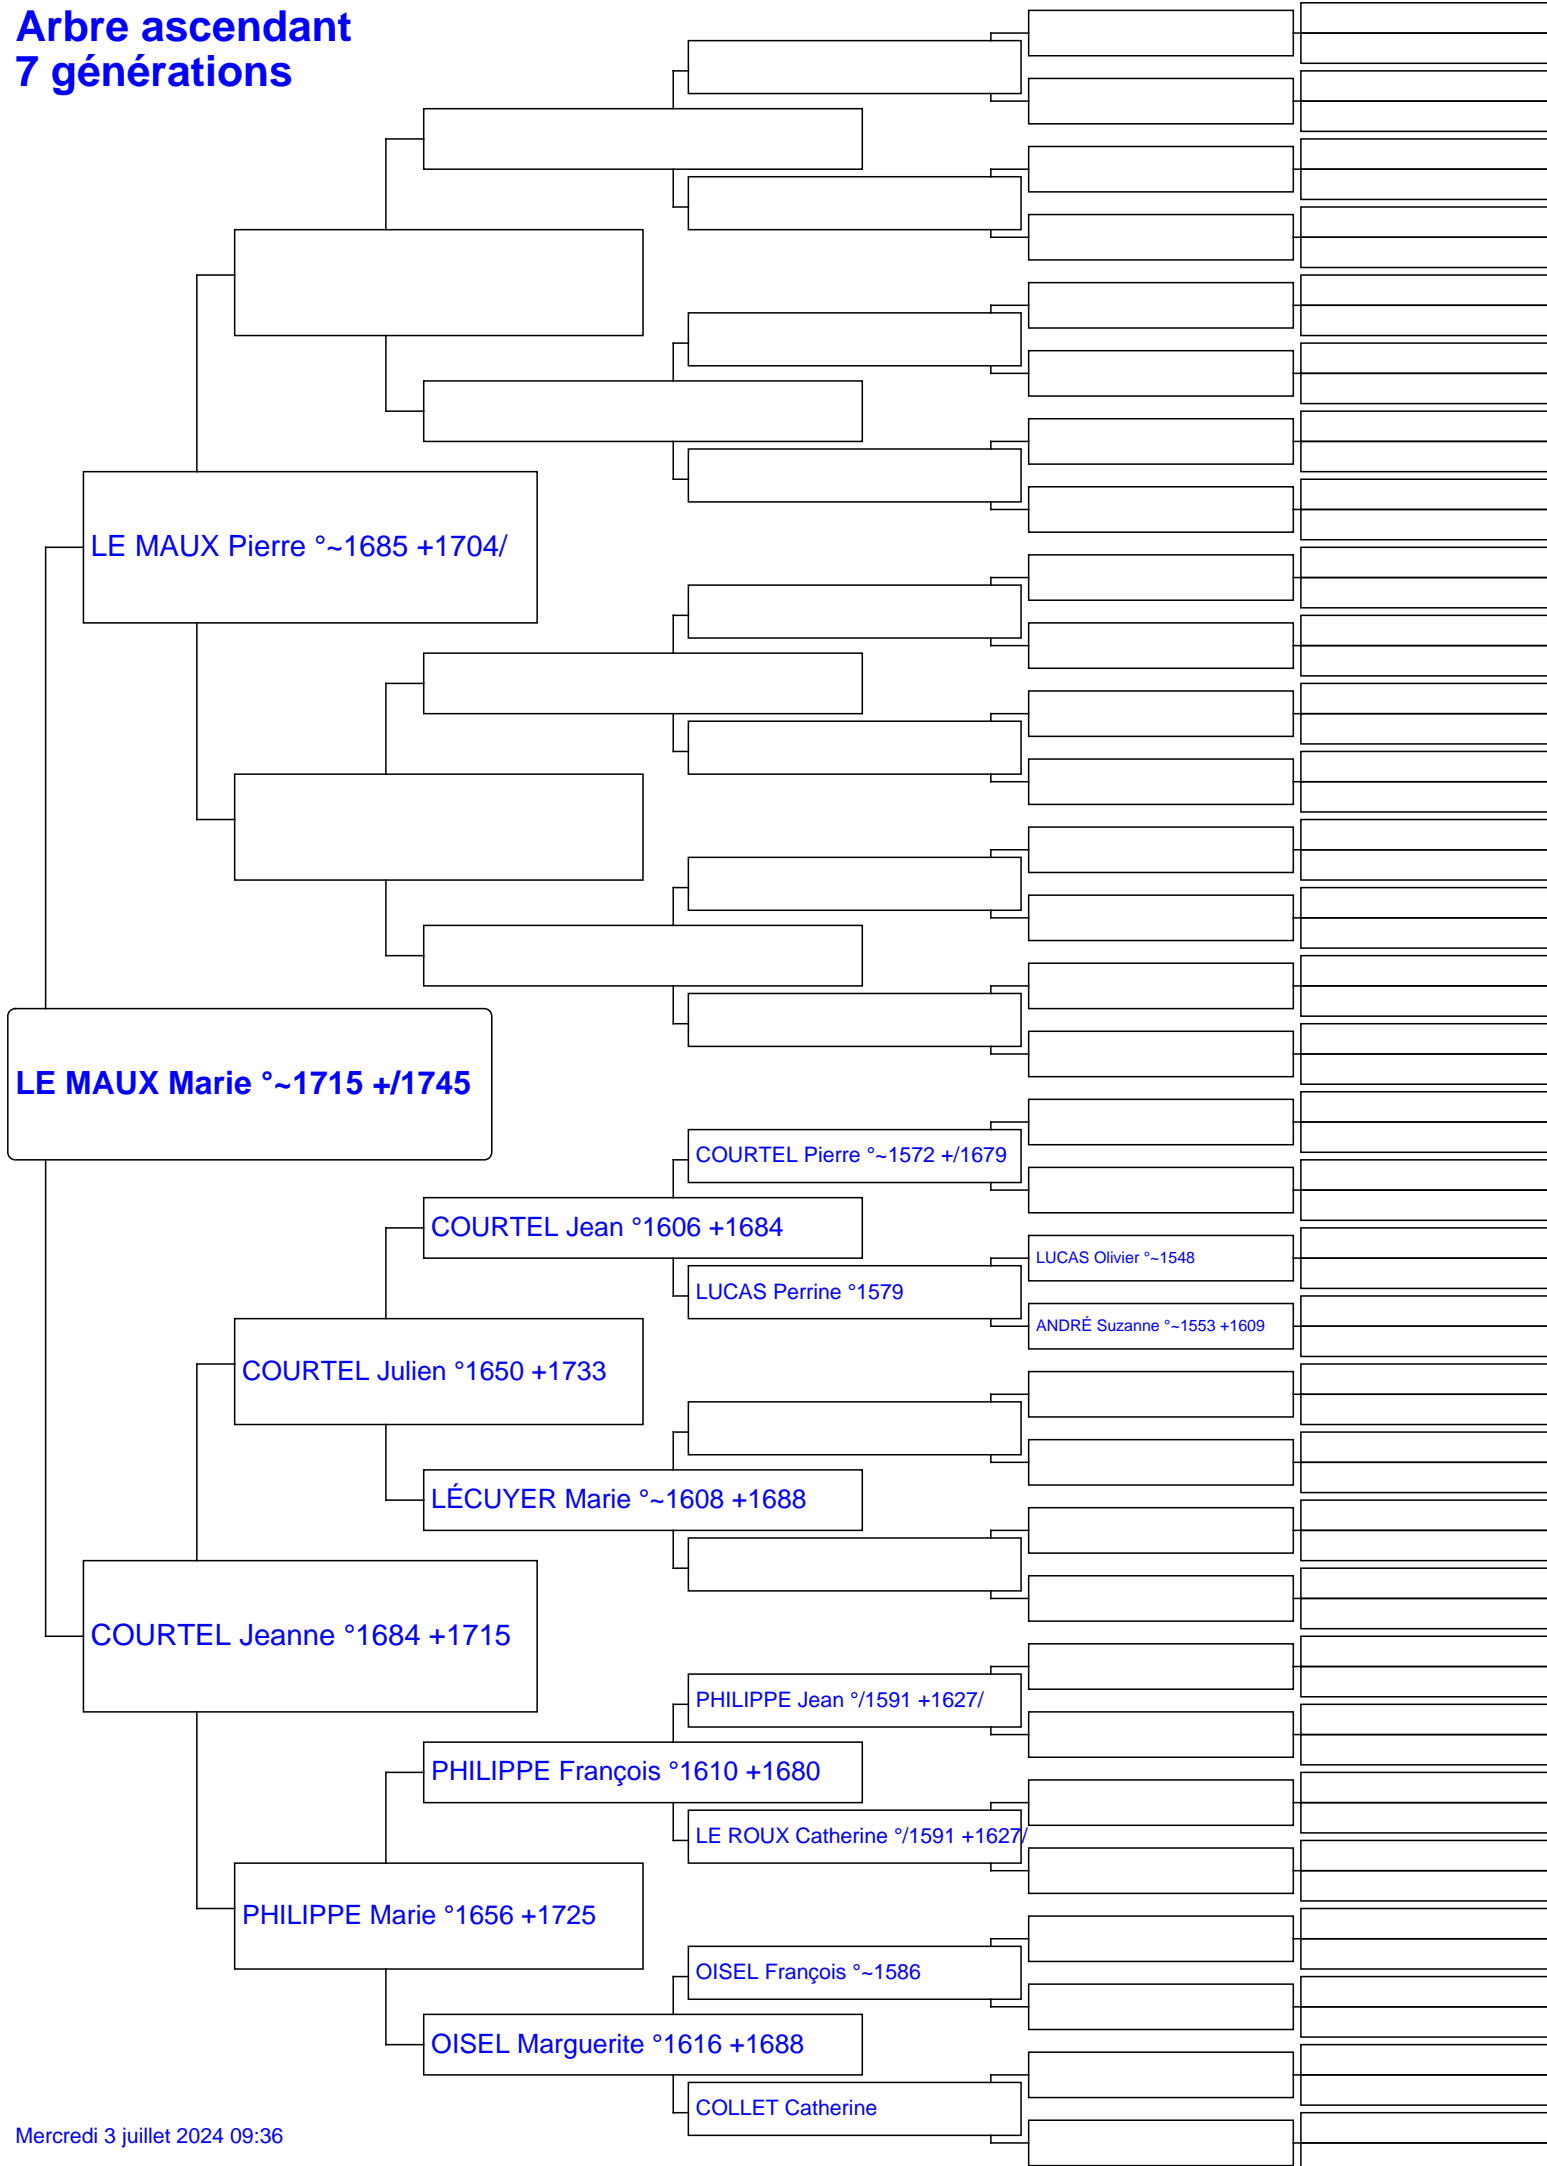 Arbre ascendant
7 générations
LE MAUX Pierre °~1685 +1704/
LE MAUX Marie °~1715 +/1745
COURTEL Pierre °~1572 +/1679
COURTEL Jean °1606 +1684
LUCAS Olivier °~1548
LUCAS Perrine °1579
ANDRÉ Suzanne °~1553 +1609
COURTEL Julien °1650 +1733
LÉCUYER Marie °~1608 +1688
COURTEL Jeanne °1684 +1715
PHILIPPE Jean °/1591 +1627/
PHILIPPE François °1610 +1680
LE ROUX Catherine °/1591 +1627/
PHILIPPE Marie °1656 +1725
OISEL François °~1586
OISEL Marguerite °1616 +1688
COLLET Catherine
Mercredi 3 juillet 2024 09:36